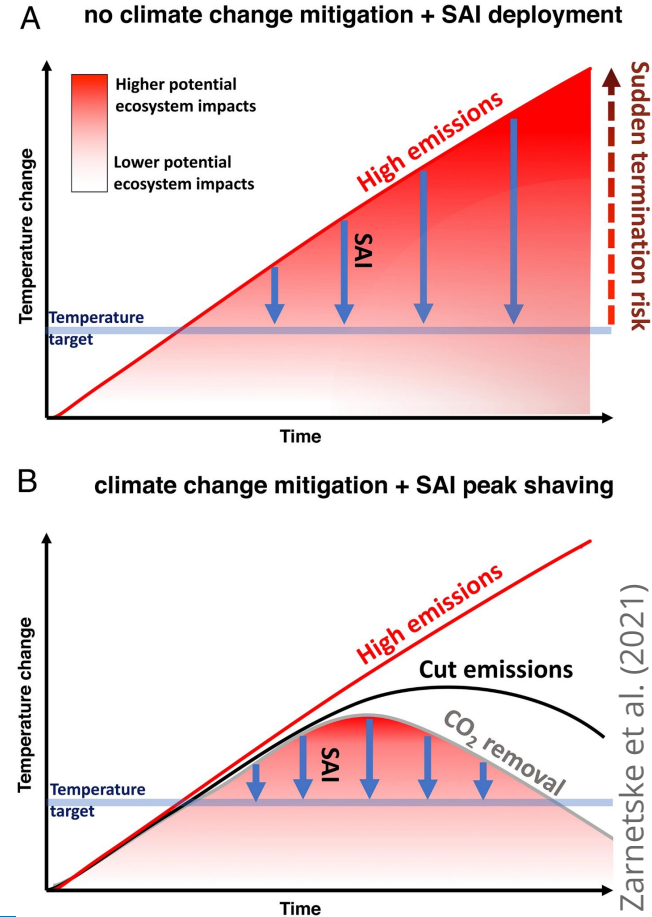 A
no climate change mitigation + SAI deployment
Higher potential
ecosystem impacts
Lower potential
ecosystem impacts
High emissions
SAI
Sudden termination risk
Temperature change
Temperature
target
Time
B
climate change mitigation + SAI peak shaving
High emissions
Cut emissions
CO₂ removal
SAI
Temperature change
Temperature
target
Time
Zarnetske et al. (2021)